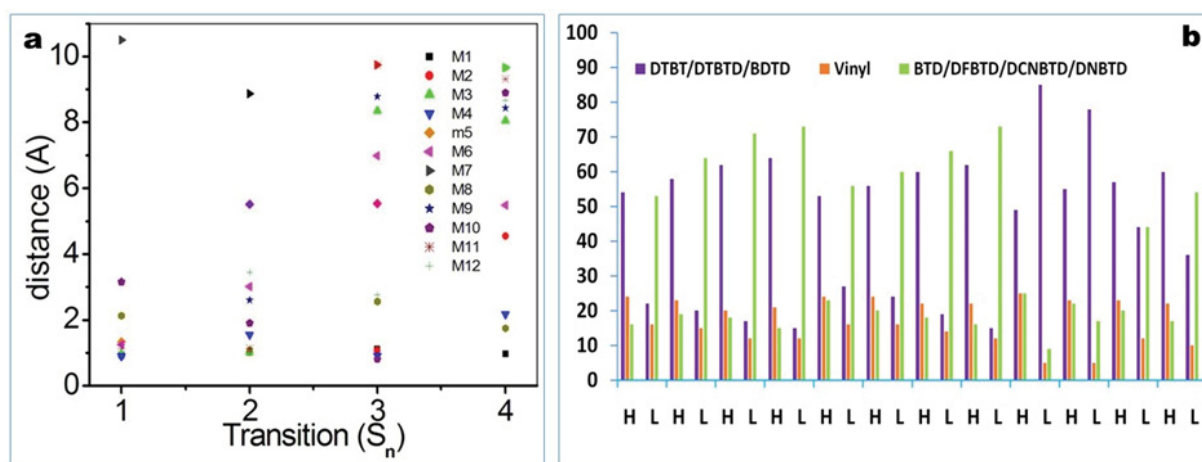 a
distance (A)
10
8
6
4
2
0
1 2 3 4
Transition (Sn)
M1
M2
M3
M4
m5
M6
M7
M8
M9
M10
M11
M12
b
100
90
80
70
60
50
40
30
20
10
0
DTBT/DTBTD/BDTD Vinyl BTD/DFBTD/DCNBTD/DNBTD
H L H L H L H L H L H L H L H L H L H L H L H L